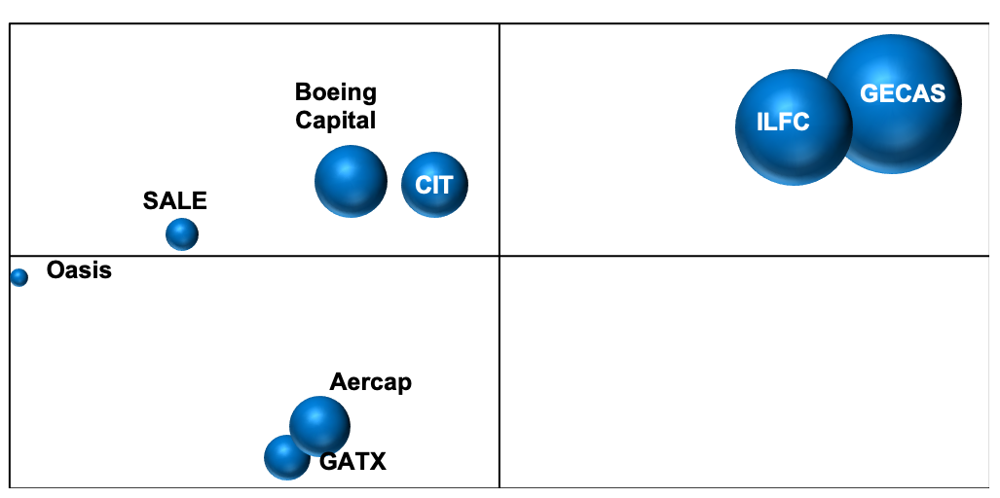 Boeing
Capital
GECAS
ILFC
CIT
SALE
Oasis
Aercap
GATX